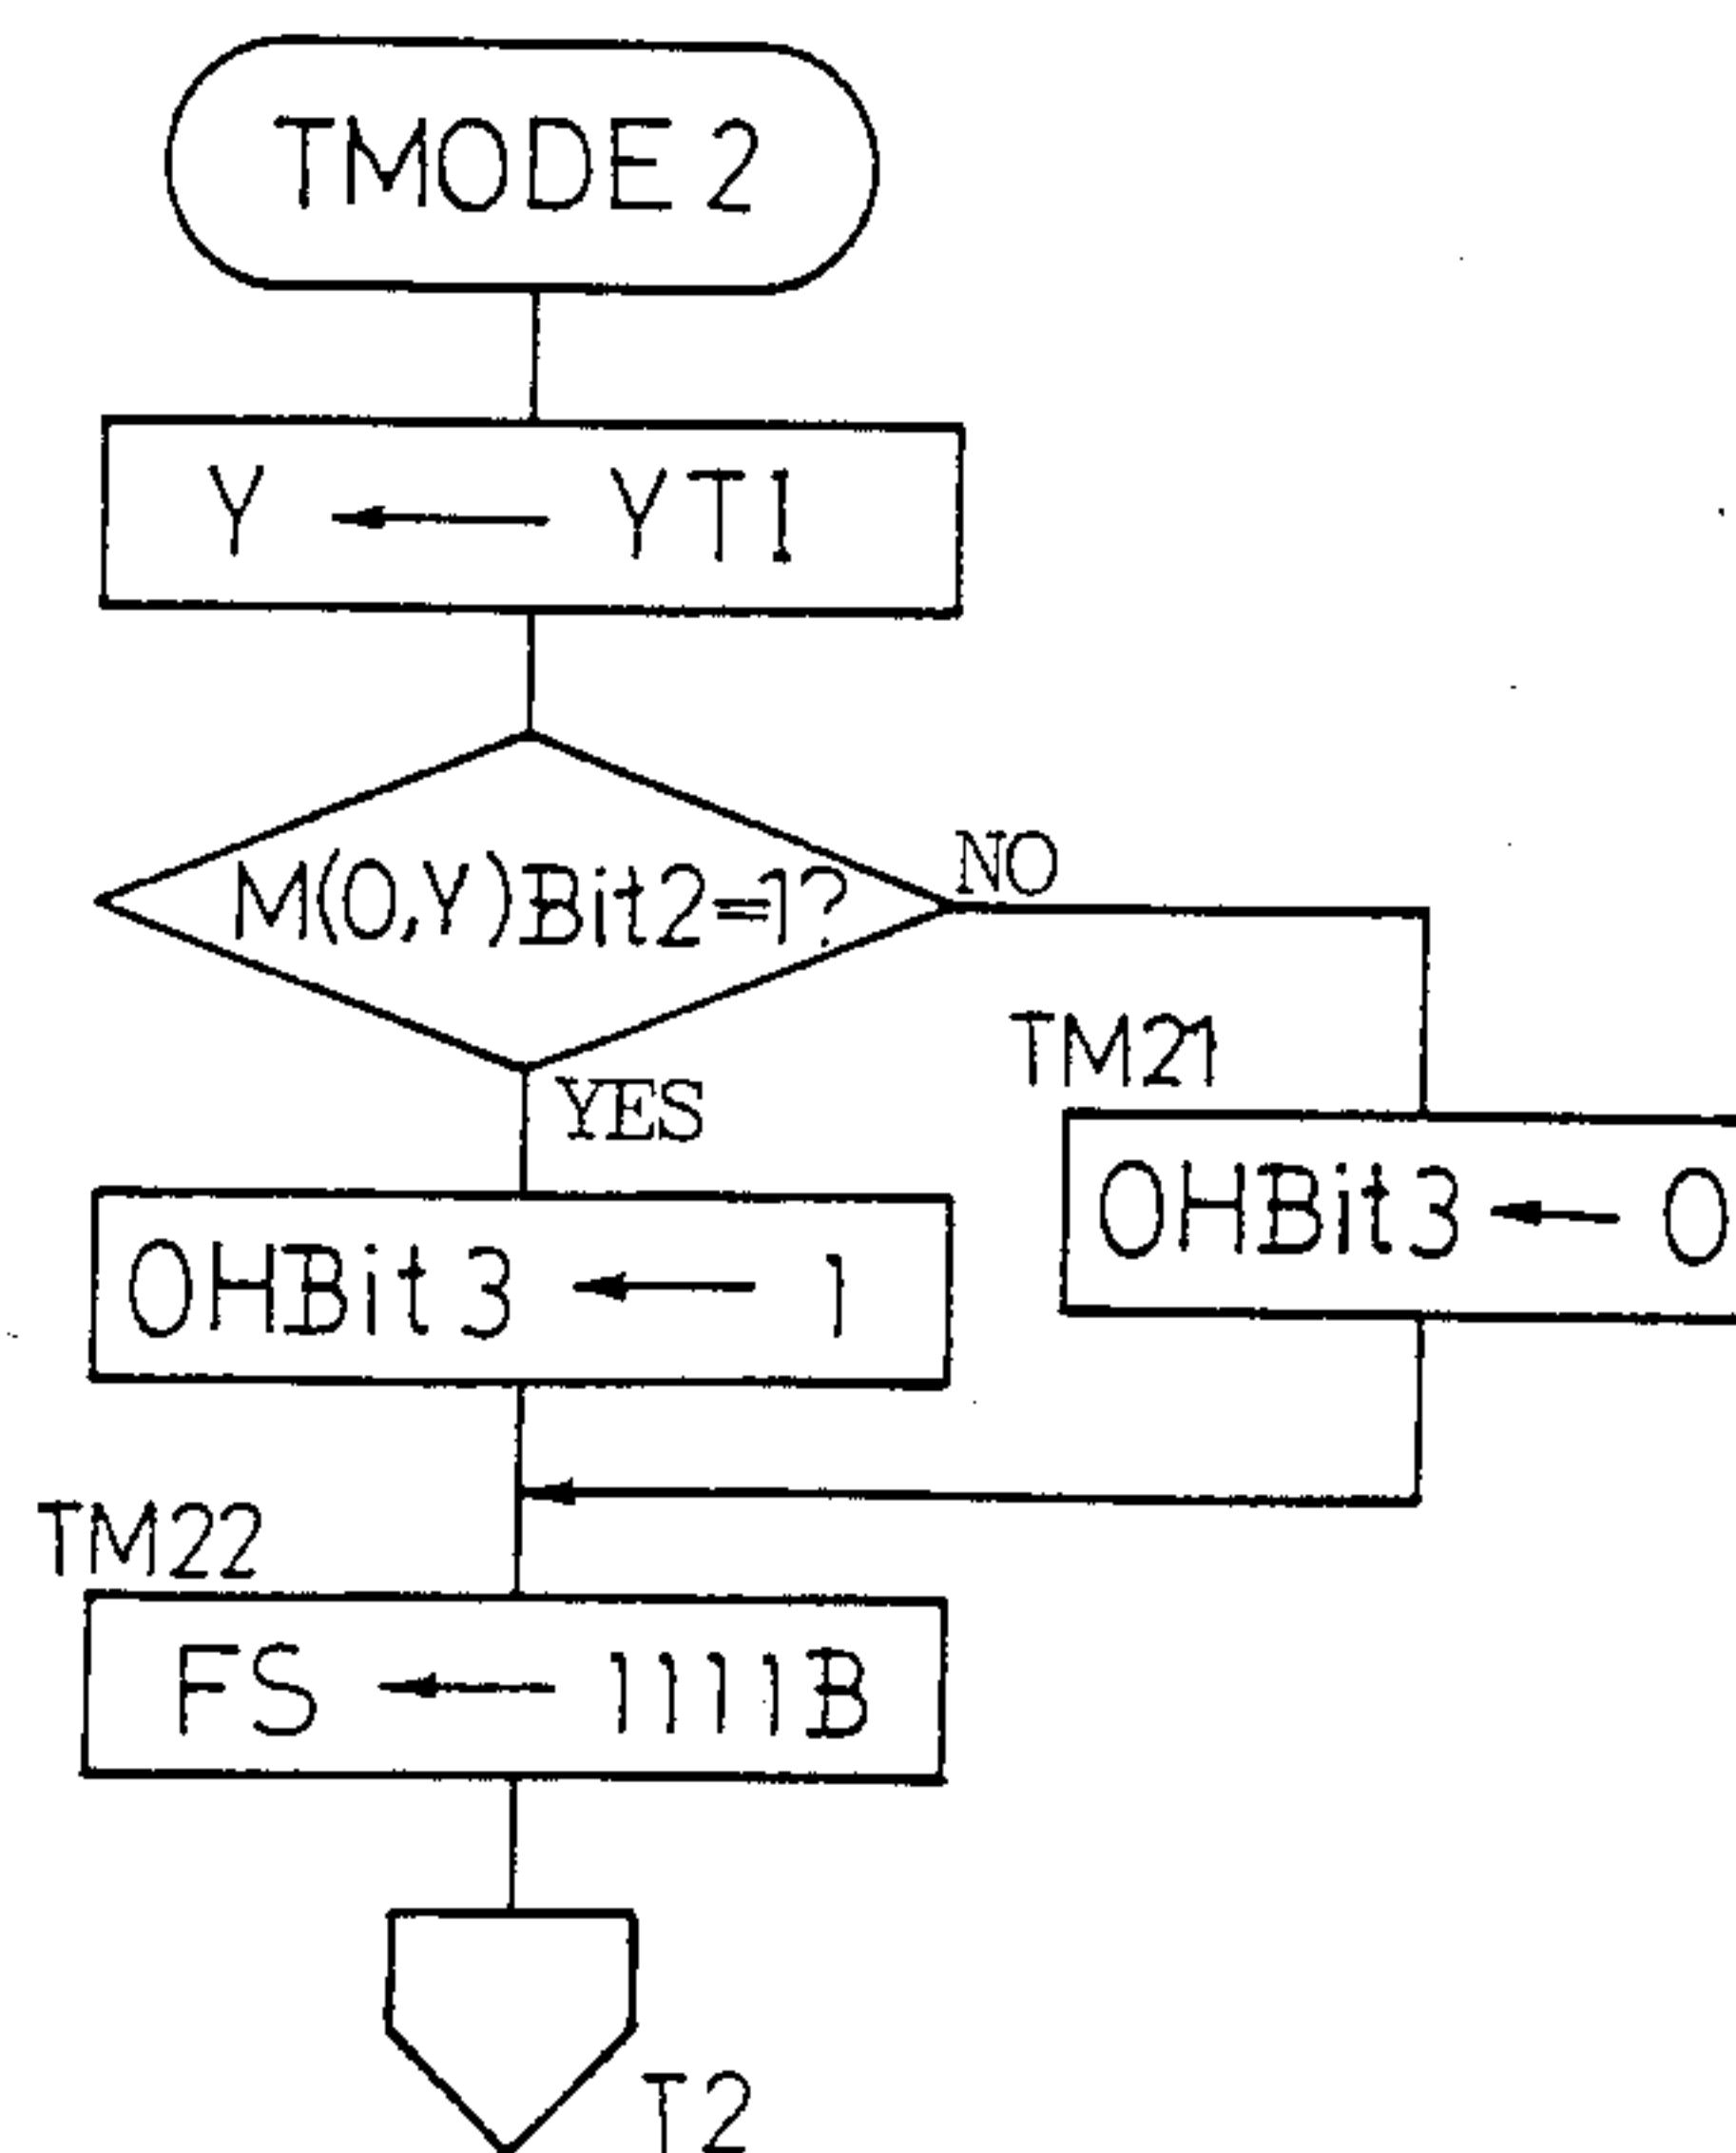 TMODE 2
Y ← YT1
M(0,Y)Bit2=1?
NO
YES
TM21
OHBit3 ← 0
OHBit3 ← 1
TM22
FS ← 1111B
T2